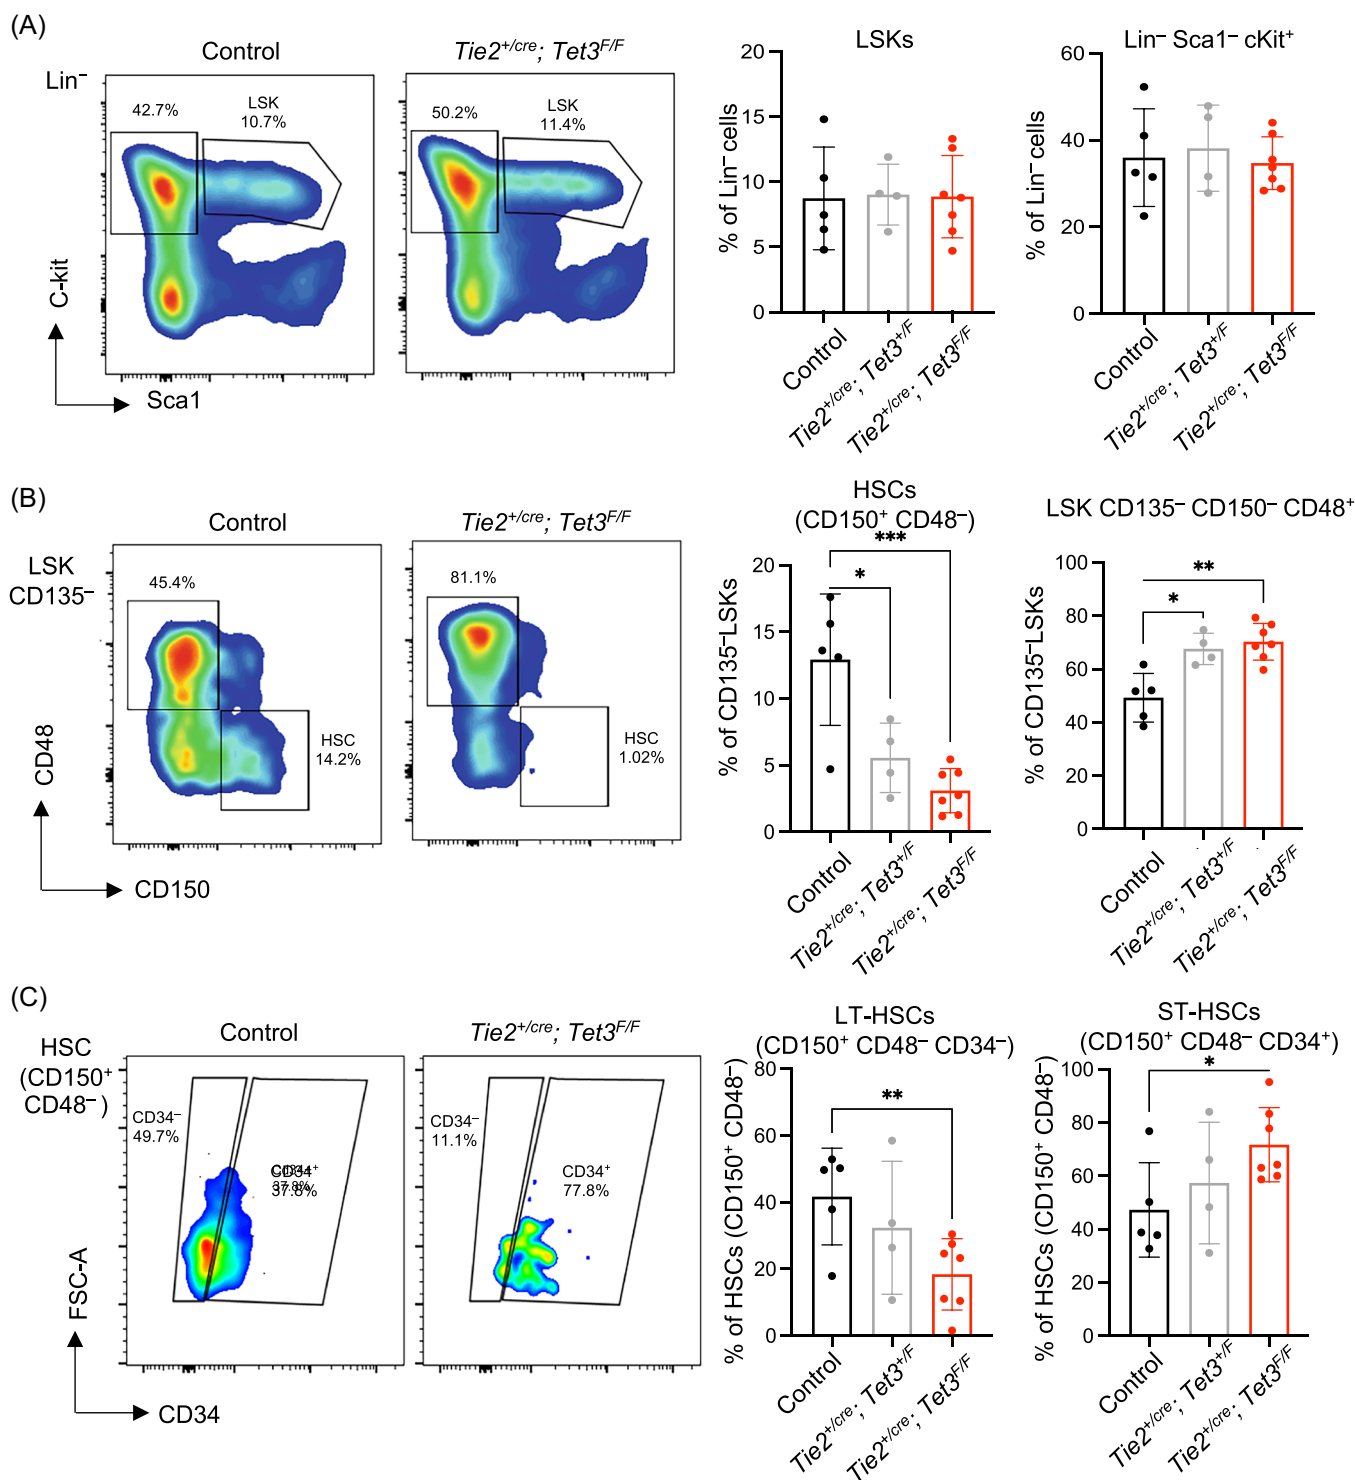 (A)
Control
Tie2+/cre; Tet3F/F
Lin−
42.7%
LSK
10.7%
50.2%
LSK
11.4%
C-kit
Sca1
LSKs
% of Lin− cells
20
15
10
5
0
Control
Tie2+/cre; Tet3+/F
Tie2+/cre; Tet3F/F
Lin− Sca1− cKit+
% of Lin− cells
60
40
20
0
Control
Tie2+/cre; Tet3+/F
Tie2+/cre; Tet3F/F
(B)
Control
Tie2+/cre; Tet3F/F
LSK
CD135−
45.4%
HSC
14.2%
81.1%
HSC
1.02%
CD48
CD150
HSCs
(CD150+ CD48−)
***
*
% of CD135−LSKs
20
15
10
5
0
Control
Tie2+/cre; Tet3+/F
Tie2+/cre; Tet3F/F
LSK CD135− CD150− CD48+
**
*
% of CD135−LSKs
100
80
60
40
20
0
Control
Tie2+/cre; Tet3+/F
Tie2+/cre; Tet3F/F
(C)
Control
Tie2+/cre; Tet3F/F
HSC
(CD150+
CD48−)
CD34−
49.7%
CD34+
37.8%
CD34−
11.1%
CD34+
77.8%
FSC-A
CD34
LT-HSCs
(CD150+ CD48− CD34−)
**
% of HSCs (CD150+ CD48−)
80
60
40
20
0
Control
Tie2+/cre; Tet3+/F
Tie2+/cre; Tet3F/F
ST-HSCs
(CD150+ CD48− CD34+)
*
% of HSCs (CD150+ CD48−)
100
80
60
40
20
0
Control
Tie2+/cre; Tet3+/F
Tie2+/cre; Tet3F/F